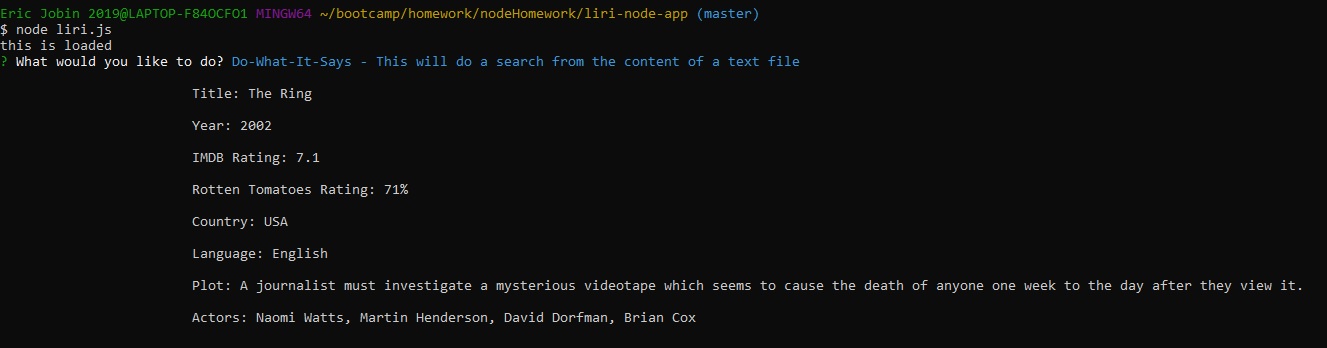 Eric Jobin 2019@LAPTOP-F84OCFO1 MINGW64 ~/bootcamp/homework/nodeHomework/liri-node-app (master)
$ node liri.js
this is loaded
? What would you like to do? Do-What-It-Says - This will do a search from the content of a text file
Title: The Ring
Year: 2002
IMDB Rating: 7.1
Rotten Tomatoes Rating: 71%
Country: USA
Language: English
Plot: A journalist must investigate a mysterious videotape which seems to cause the death of anyone one week to the day after they view it.
Actors: Naomi Watts, Martin Henderson, David Dorfman, Brian Cox